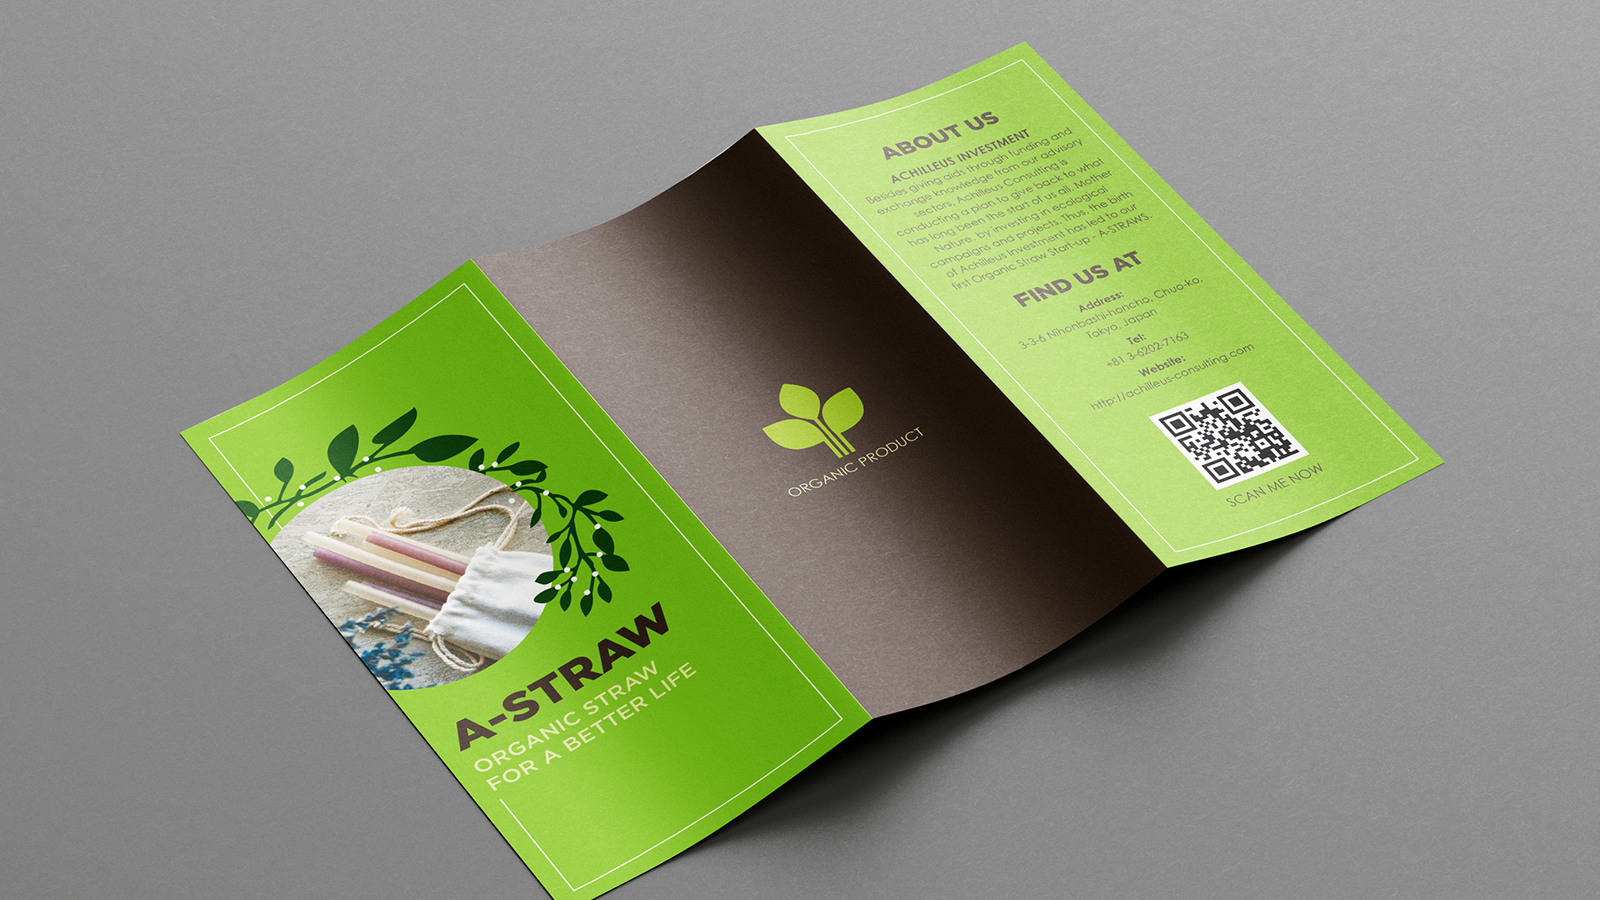 A-STRAW
ORGANIC STRAW
FOR A BETTER LIFE
ORGANIC PRODUCT
ABOUT US
ACHILLEUS INVESTMENT
Besides giving aids through funding and
exchange knowledge from our advisory
sectors, Achilleus Consulting is
conducting a plan to give back to what
has long been the start of us all, Mother
Nature, by investing in ecological
campaigns and projects. Thus, the birth
of Achilleus Investment has led to our
first Organic Straw Start-up - A-STRAWS.
FIND US AT
Address:
3-3-6 Nihonbashi-honcho, Chuo-ko,
Tokyo, Japan
Tel:
+81 3-6202-7163
Website:
http://achilleus-consulting.com
SCAN ME NOW